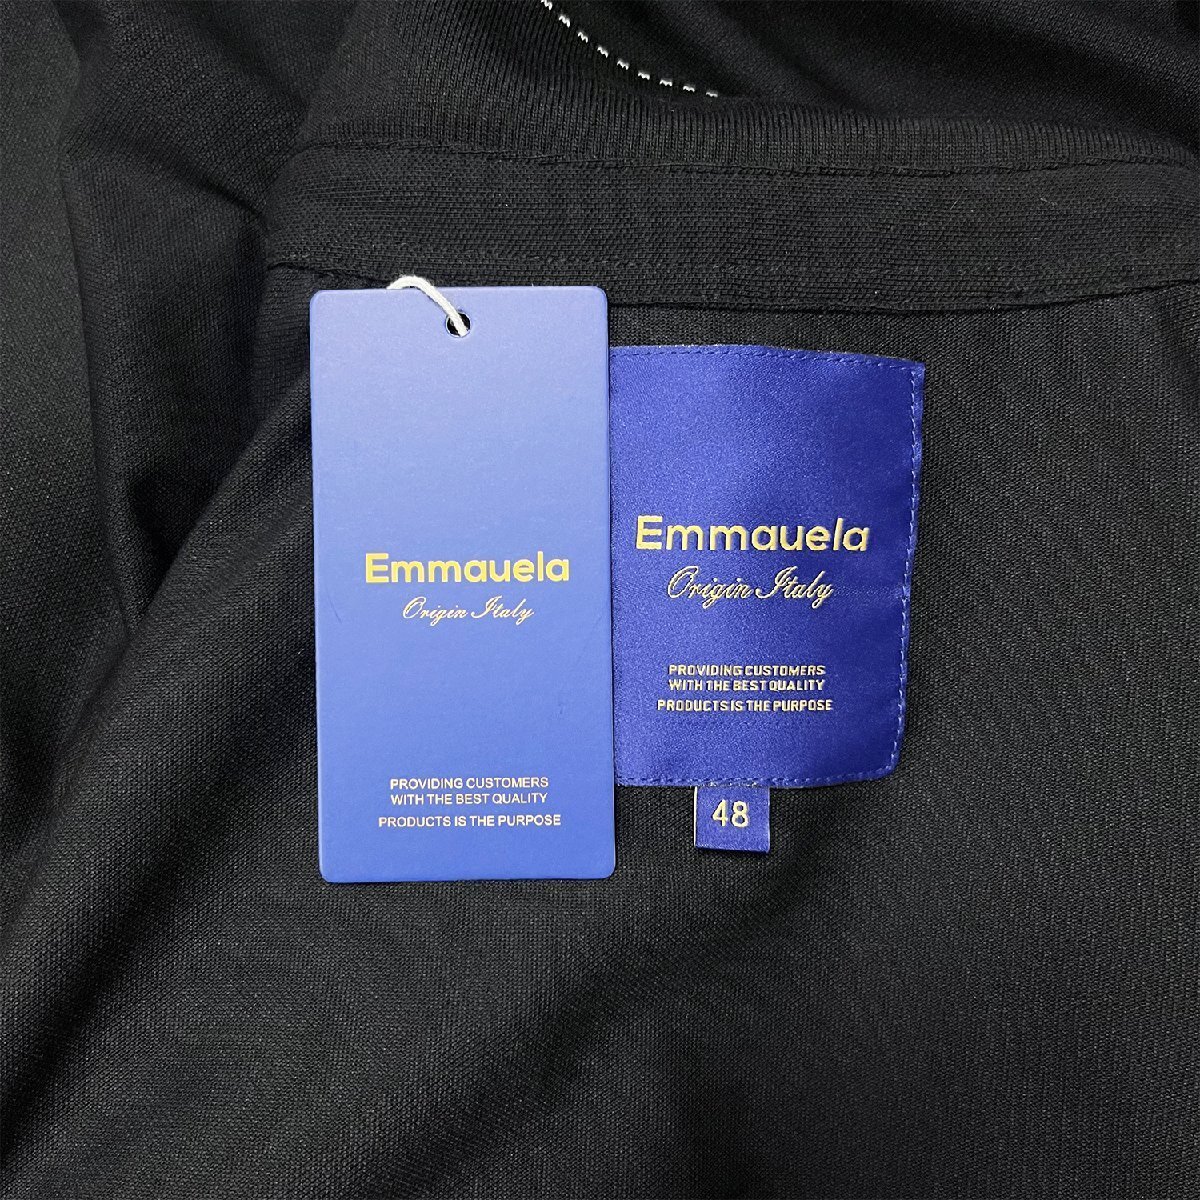 Emmauela
Origin Italy
PROVIDING CUSTOMERS
WITH THE BEST QUALITY
PRODUCTS IS THE PURPOSE
Emmauela
Origin Italy
PROVIDING CUSTOMERS
WITH THE BEST QUALITY
PRODUCTS IS THE PURPOSE
48